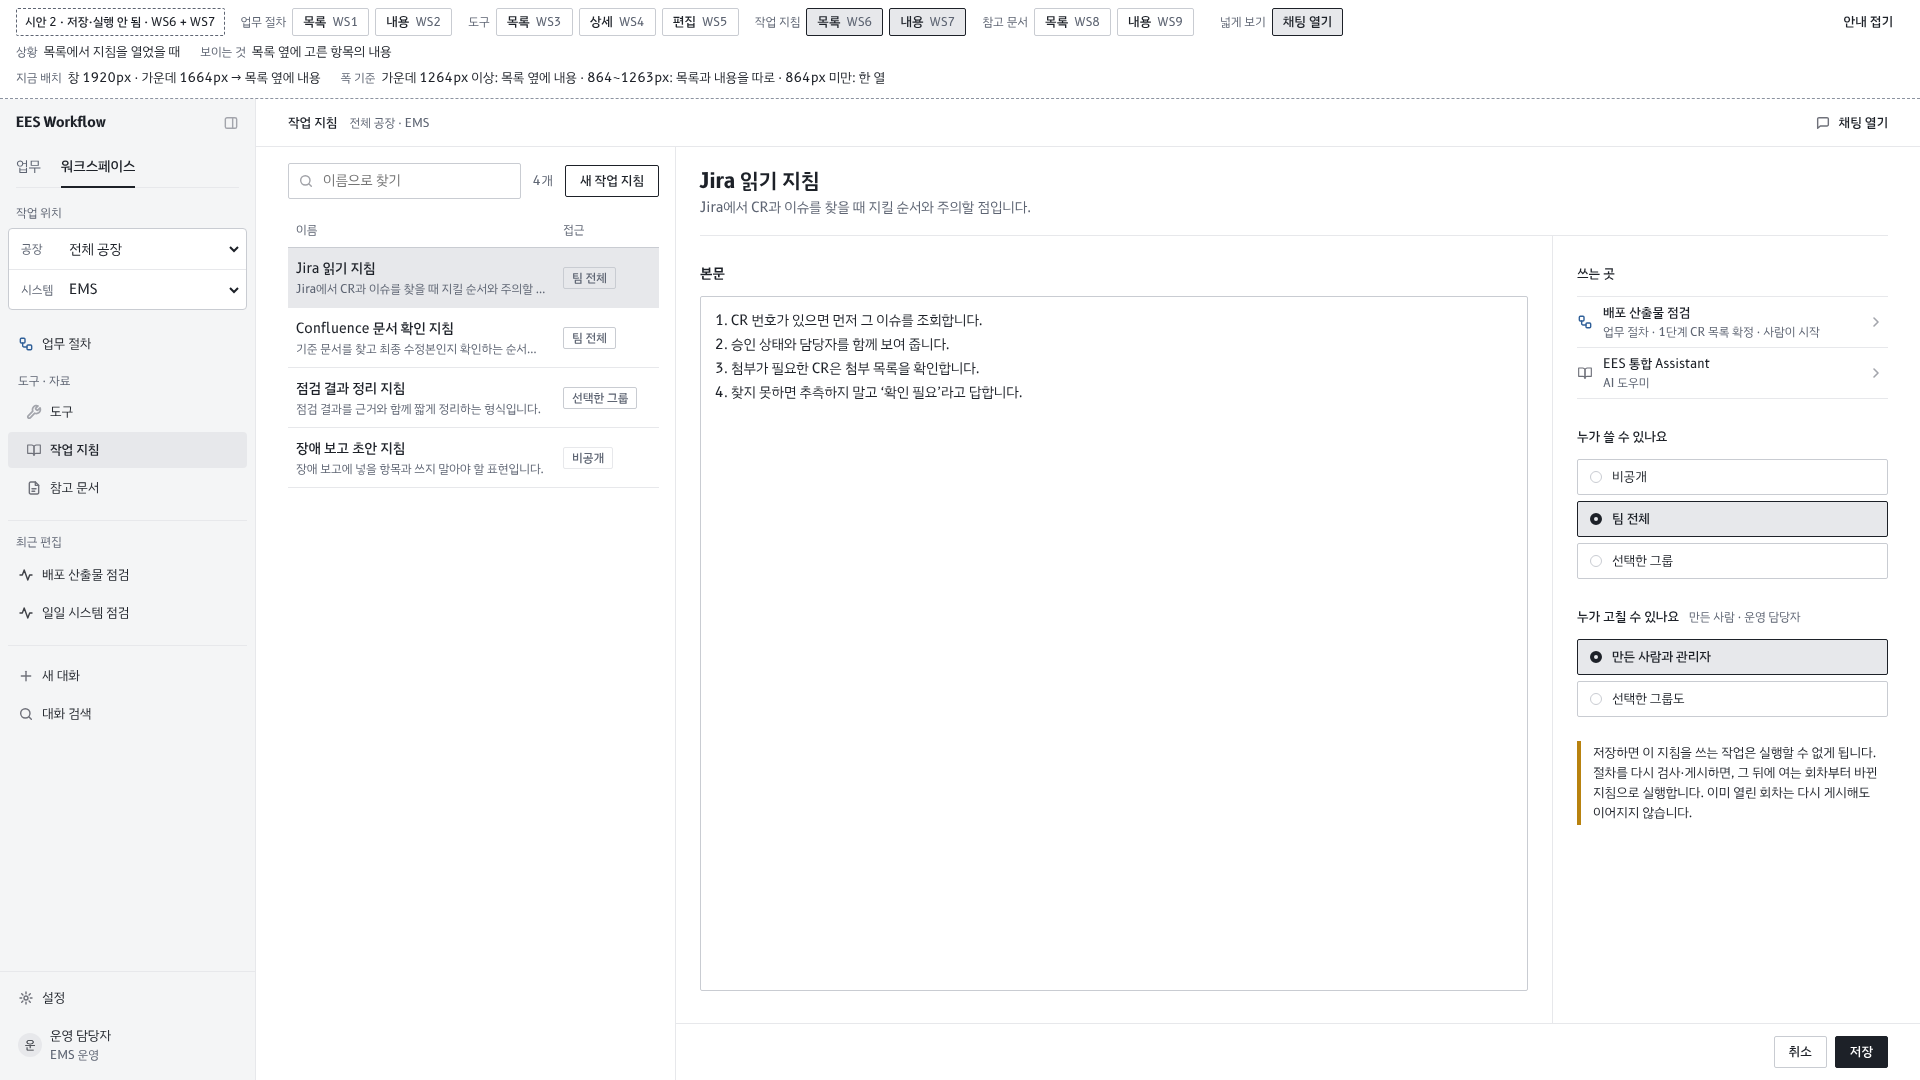 시안 2 · 저장·실행 안 됨 · WS6 + WS7 업무 절차 목록 WS1 내용 WS2 도구 목록 WS3 상세 WS4 편집 WS5 작업 지침 목록 WS6 내용 WS7 참고 문서 목록 WS8 내용 WS9 넓게 보기 채팅 열기 안내 접기
상황 목록에서 지침을 열었을 때 보이는 것 목록 옆에 고른 항목의 내용
지금 배치 창 1920px · 가운데 1664px → 목록 옆에 내용 폭 기준 가운데 1264px 이상: 목록 옆에 내용 · 864~1263px: 목록과 내용을 따로 · 864px 미만: 한 열
EES Workflow
업무 워크스페이스
작업 위치
공장 전체 공장
시스템 EMS
업무 절차
도구 · 자료
도구
작업 지침
참고 문서
최근 편집
배포 산출물 점검
일일 시스템 점검
새 대화
대화 검색
설정
운 운영 담당자
EMS 운영
작업 지침 전체 공장 · EMS
채팅 열기
이름으로 찾기 4개 새 작업 지침
이름 접근
Jira 읽기 지침
Jira에서 CR과 이슈를 찾을 때 지킬 순서와 주의할 ...
팀 전체
Confluence 문서 확인 지침
기준 문서를 찾고 최종 수정본인지 확인하는 순서...
팀 전체
점검 결과 정리 지침
점검 결과를 근거와 함께 짧게 정리하는 형식입니다.
선택한 그룹
장애 보고 초안 지침
장애 보고에 넣을 항목과 쓰지 말아야 할 표현입니다.
비공개
Jira 읽기 지침
Jira에서 CR과 이슈를 찾을 때 지킬 순서와 주의할 점입니다.
본문
1. CR 번호가 있으면 먼저 그 이슈를 조회합니다.
2. 승인 상태와 담당자를 함께 보여 줍니다.
3. 첨부가 필요한 CR은 첨부 목록을 확인합니다.
4. 찾지 못하면 추측하지 말고 ‘확인 필요’라고 답합니다.
쓰는 곳
배포 산출물 점검
업무 절차 · 1단계 CR 목록 확정 · 사람이 시작
EES 통합 Assistant
AI 도우미
누가 쓸 수 있나요
비공개
팀 전체
선택한 그룹
누가 고칠 수 있나요 만든 사람 · 운영 담당자
만든 사람과 관리자
선택한 그룹도
저장하면 이 지침을 쓰는 작업은 실행할 수 없게 됩니다.
절차를 다시 검사·게시하면, 그 뒤에 여는 회차부터 바뀐
지침으로 실행합니다. 이미 열린 회차는 다시 게시해도
이어지지 않습니다.
취소 저장